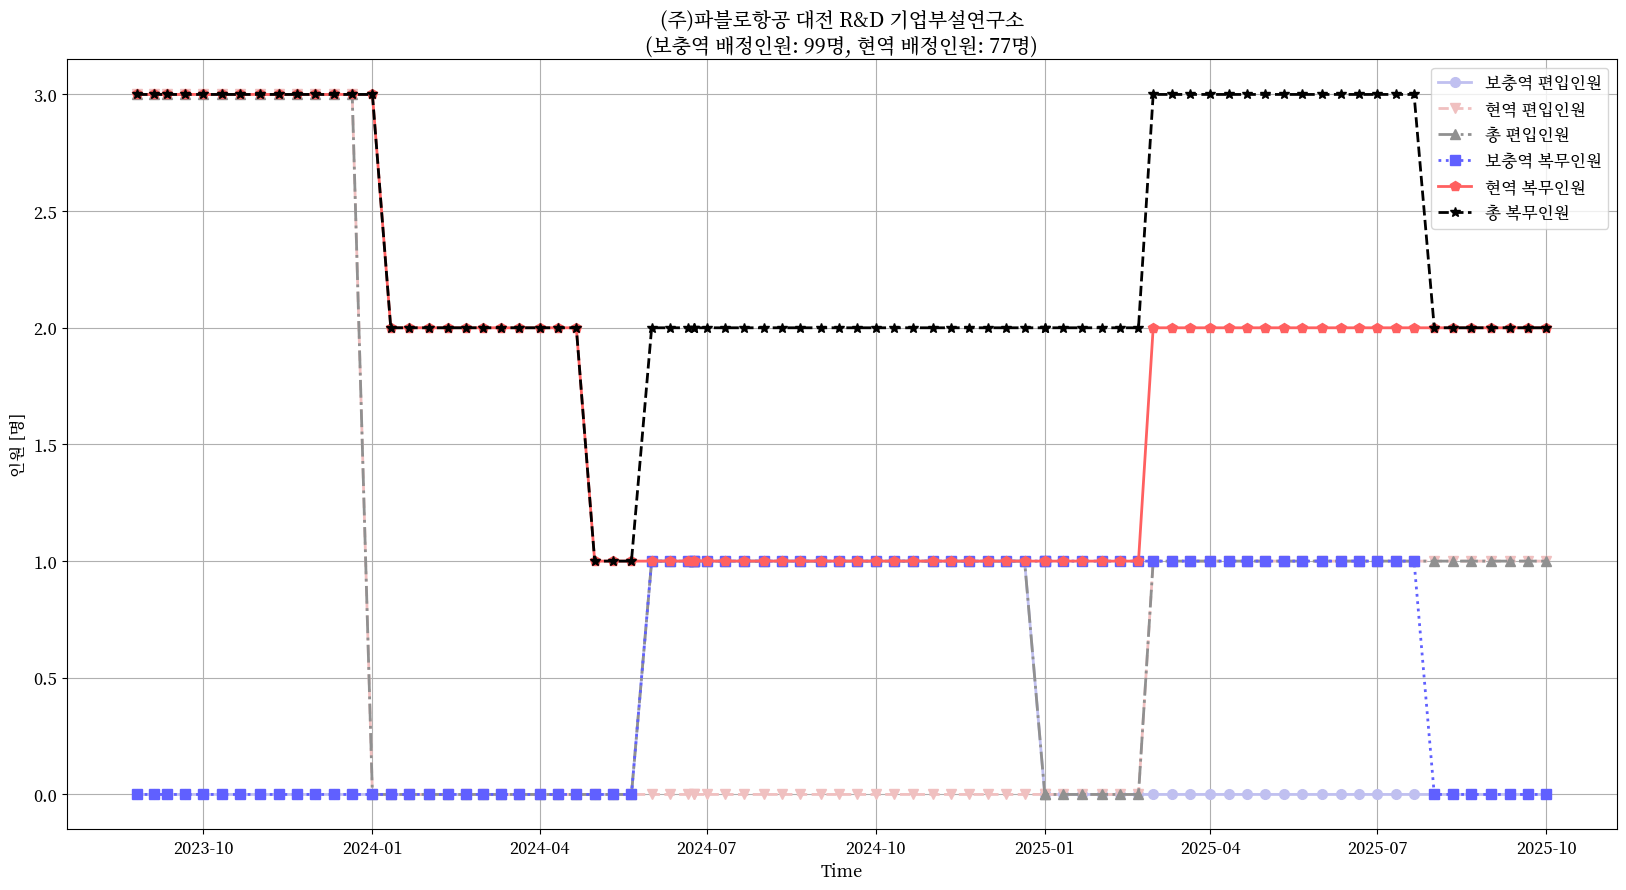 (주)파블로항공 대전 R&D 기업부설연구소
(보충역 배정인원: 99명, 현역 배정인원: 77명)
보충역 편입인원
현역 편입인원
총 편입인원
보충역 복무인원
현역 복무인원
총 복무인원
인원 [명]
3.0
2.5
2.0
1.5
1.0
0.5
0.0
2023-10
2024-01
2024-04
2024-07
2024-10
2025-01
2025-04
2025-07
2025-10
Time